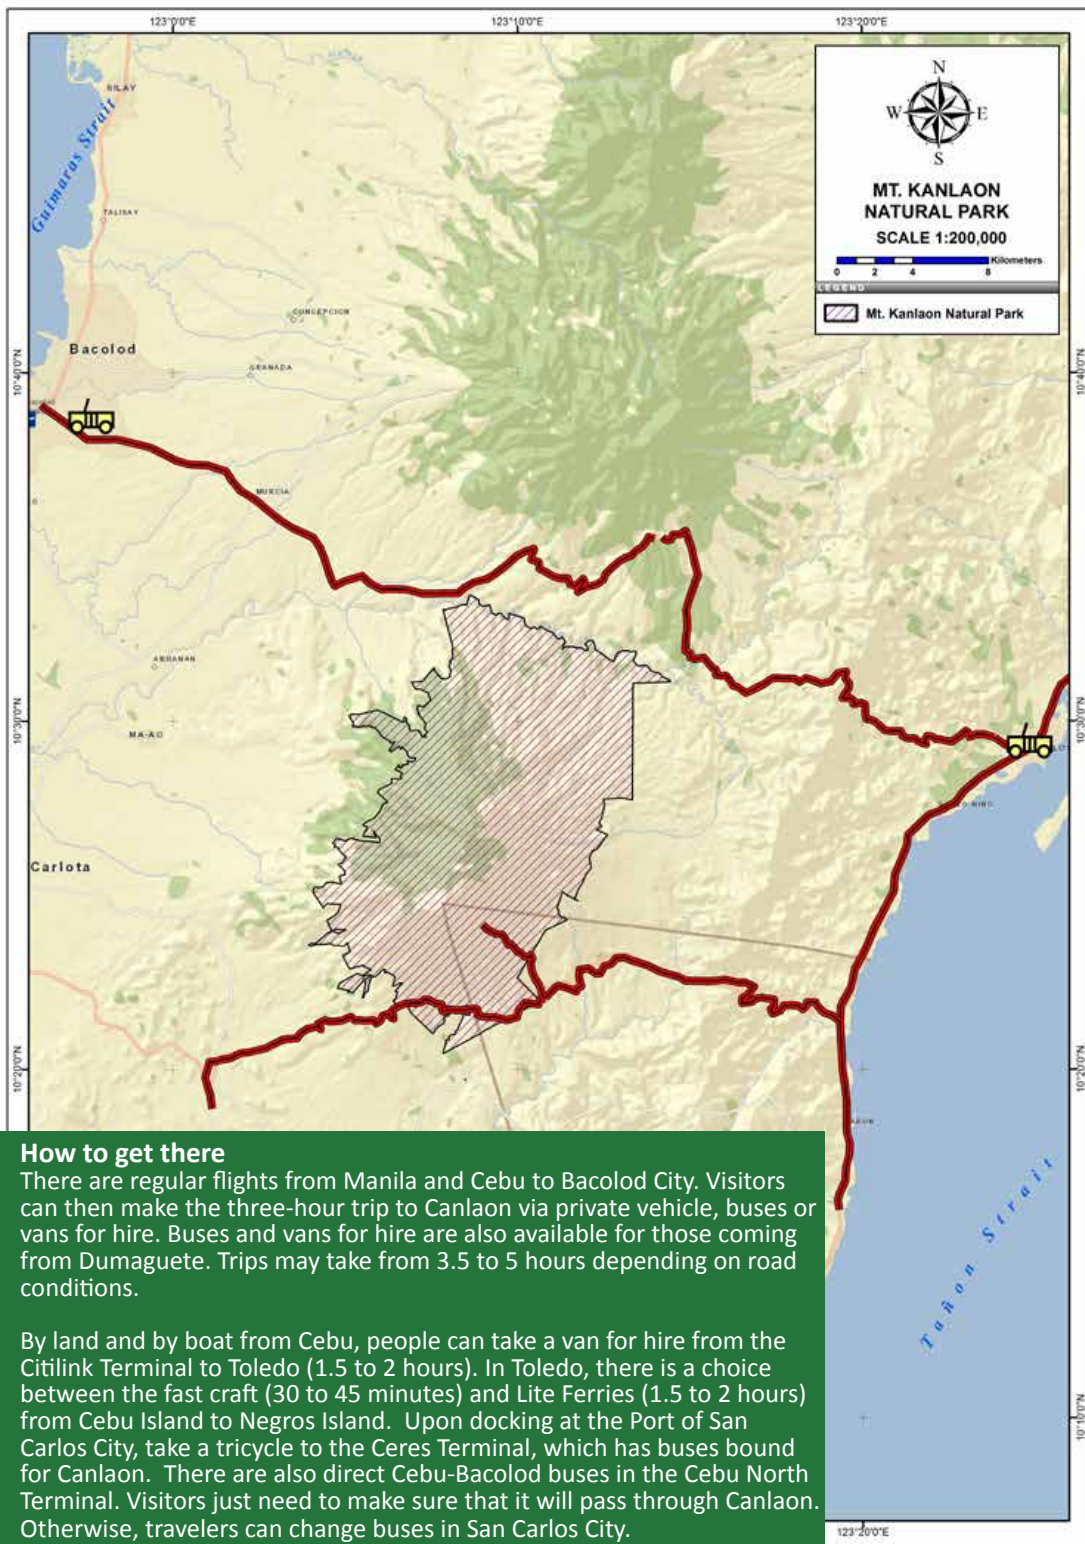 123°0'0"E
123°10'0"E
123°20'0"E
N
W
E
S
MT. KANLAON
NATURAL PARK
SCALE 1:200,000
Kilometers
0 2 4 8
LEGEND
Mt. Kanlaon Natural Park
SILAY
Guimaras Strait
TALISAY
CONCEPCION
Bacolod
GRANADA
10°40'0"N
10°40'0"N
MURCIA
ABUANAN
10°30'0"N
10°30'0"N
MA-AO
Carlota
10°20'0"N
10°20'0"N
Tañon Strait
10°10'0"N
123°20'0"E
How to get there
There are regular flights from Manila and Cebu to Bacolod City. Visitors
can then make the three-hour trip to Canlaon via private vehicle, buses or
vans for hire. Buses and vans for hire are also available for those coming
from Dumaguete. Trips may take from 3.5 to 5 hours depending on road
conditions.
By land and by boat from Cebu, people can take a van for hire from the
Citilink Terminal to Toledo (1.5 to 2 hours). In Toledo, there is a choice
between the fast craft (30 to 45 minutes) and Lite Ferries (1.5 to 2 hours)
from Cebu Island to Negros Island. Upon docking at the Port of San
Carlos City, take a tricycle to the Ceres Terminal, which has buses bound
for Canlaon. There are also direct Cebu-Bacolod buses in the Cebu North
Terminal. Visitors just need to make sure that it will pass through Canlaon.
Otherwise, travelers can change buses in San Carlos City.